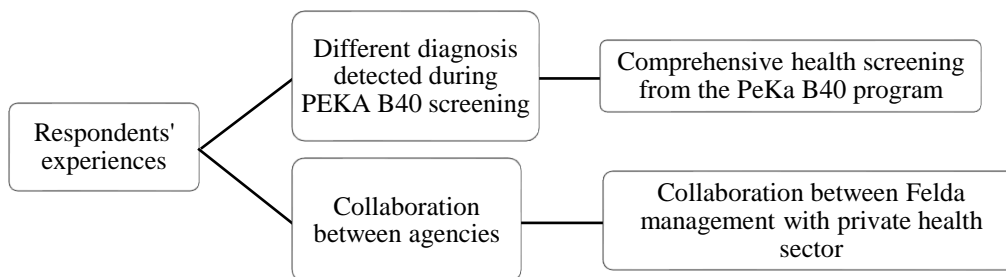 Respondents'
experiences
Different diagnosis
detected during
PEKA B40 screening
Comprehensive health screening
from the PeKa B40 program
Collaboration
between agencies
Collaboration between Felda
management with private health
sector